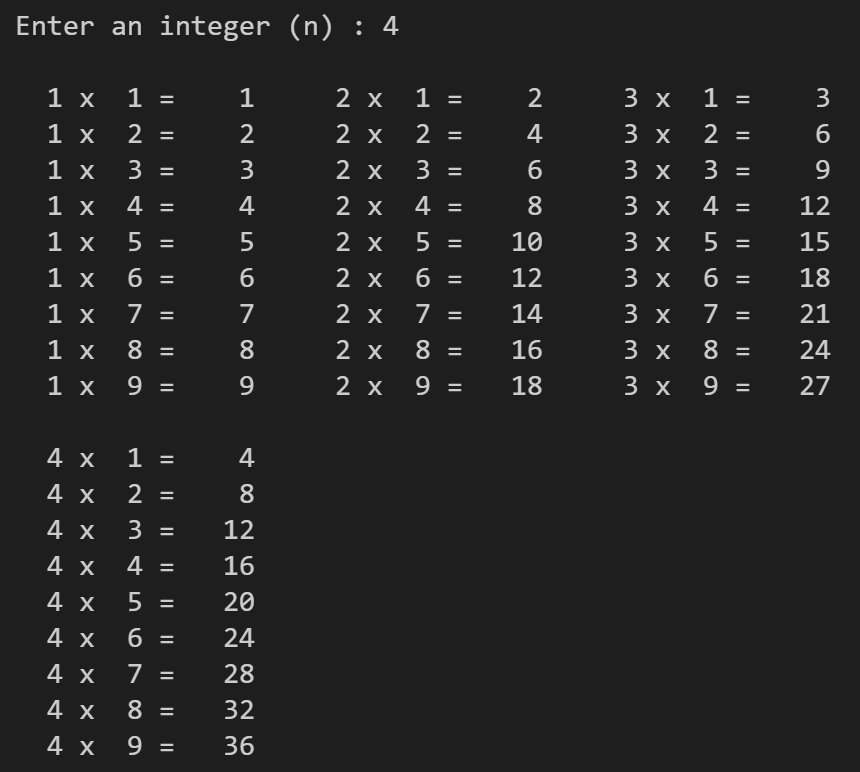 Enter an integer (n) : 4

  1 x  1 =    1     2 x  1 =    2     3 x  1 =    3
  1 x  2 =    2     2 x  2 =    4     3 x  2 =    6
  1 x  3 =    3     2 x  3 =    6     3 x  3 =    9
  1 x  4 =    4     2 x  4 =    8     3 x  4 =   12
  1 x  5 =    5     2 x  5 =   10     3 x  5 =   15
  1 x  6 =    6     2 x  6 =   12     3 x  6 =   18
  1 x  7 =    7     2 x  7 =   14     3 x  7 =   21
  1 x  8 =    8     2 x  8 =   16     3 x  8 =   24
  1 x  9 =    9     2 x  9 =   18     3 x  9 =   27

  4 x  1 =    4
  4 x  2 =    8
  4 x  3 =   12
  4 x  4 =   16
  4 x  5 =   20
  4 x  6 =   24
  4 x  7 =   28
  4 x  8 =   32
  4 x  9 =   36